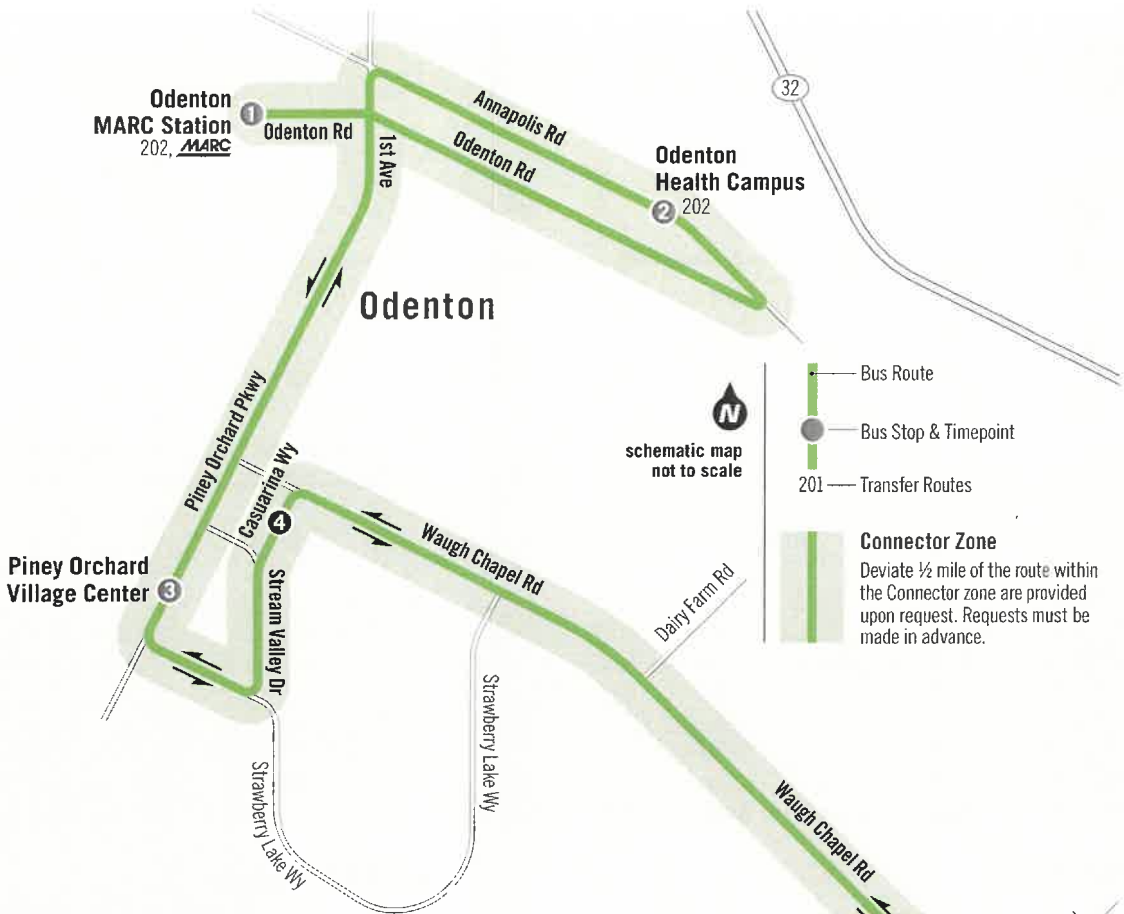 32
Odenton
MARC Station
202, MARC
1
Odenton Rd
Annapolis Rd
Odenton Rd
1st Ave
Odenton
Health Campus
2
202
Odenton
Piney Orchard Pkwy
N
schematic map
not to scale
Bus Route
Bus Stop & Timepoint
201
Transfer Routes
Connector Zone
Deviate ½ mile of the route within
the Connector zone are provided
upon request. Requests must be
made in advance.
Casuarina Wy
4
Waugh Chapel Rd
Dairy Farm Rd
Piney Orchard
Village Center
3
Stream Valley Dr
Strawberry Lake Wy
Strawberry Lake Wy
Waugh Chapel Rd